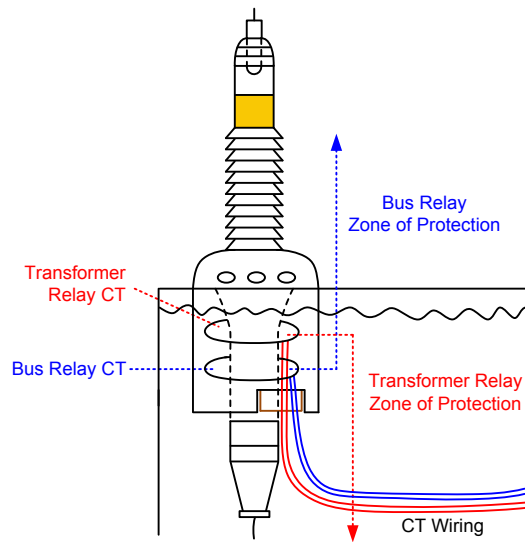 Bus Relay
Zone of Protection
Transformer
Relay CT
Bus Relay CT
Transformer Relay
Zone of Protection
CT Wiring